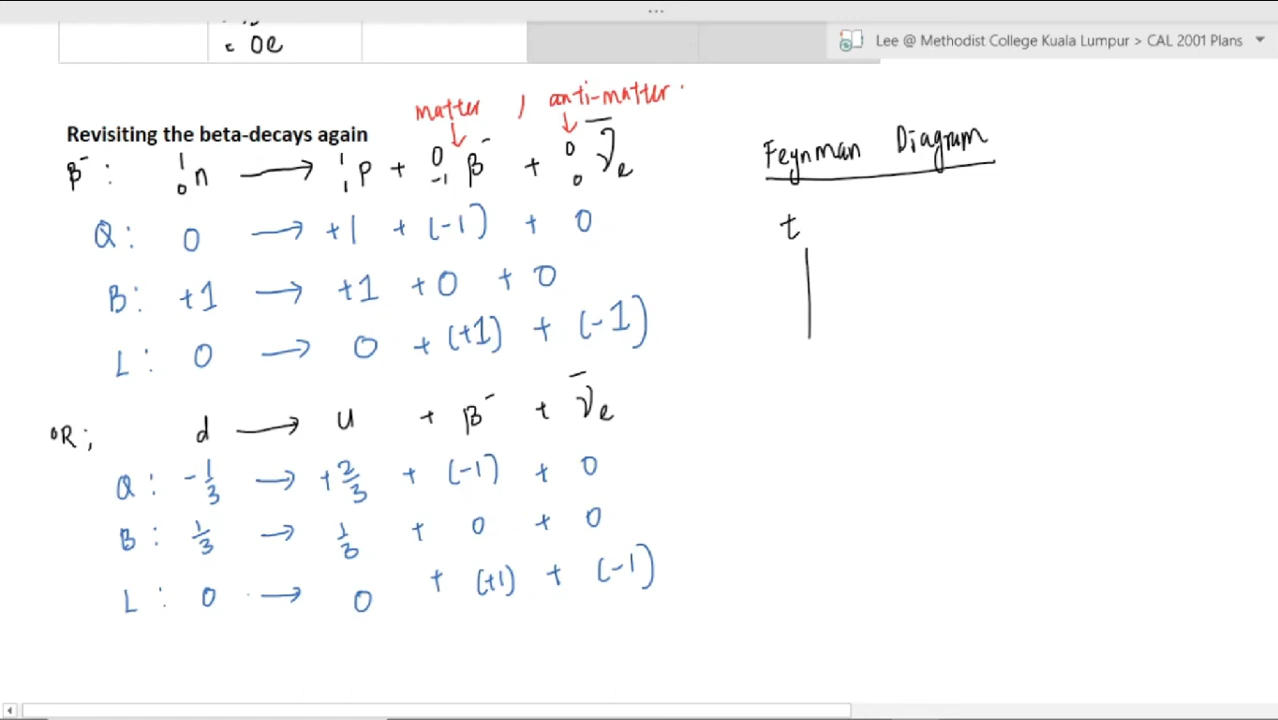 = 0e
Lee @ Methodist College Kuala Lumpur > CAL 2001 Plans
matter , anti-matter.
Revisiting the beta-decays again
β⁻ : ¹₀n → ¹₁p + ⁰₋₁β⁻ + ⁰₀ν̅e
Q : 0 → +1 + (-1) + 0
B : +1 → +1 + 0 + 0
L : 0 → 0 + (+1) + (-1)
OR ; d → u + β⁻ + ν̅e
Q : -1/3 → +2/3 + (-1) + 0
B : 1/3 → 1/3 + 0 + 0
L : 0 → 0 + (+1) + (-1)
Feynman Diagram
t